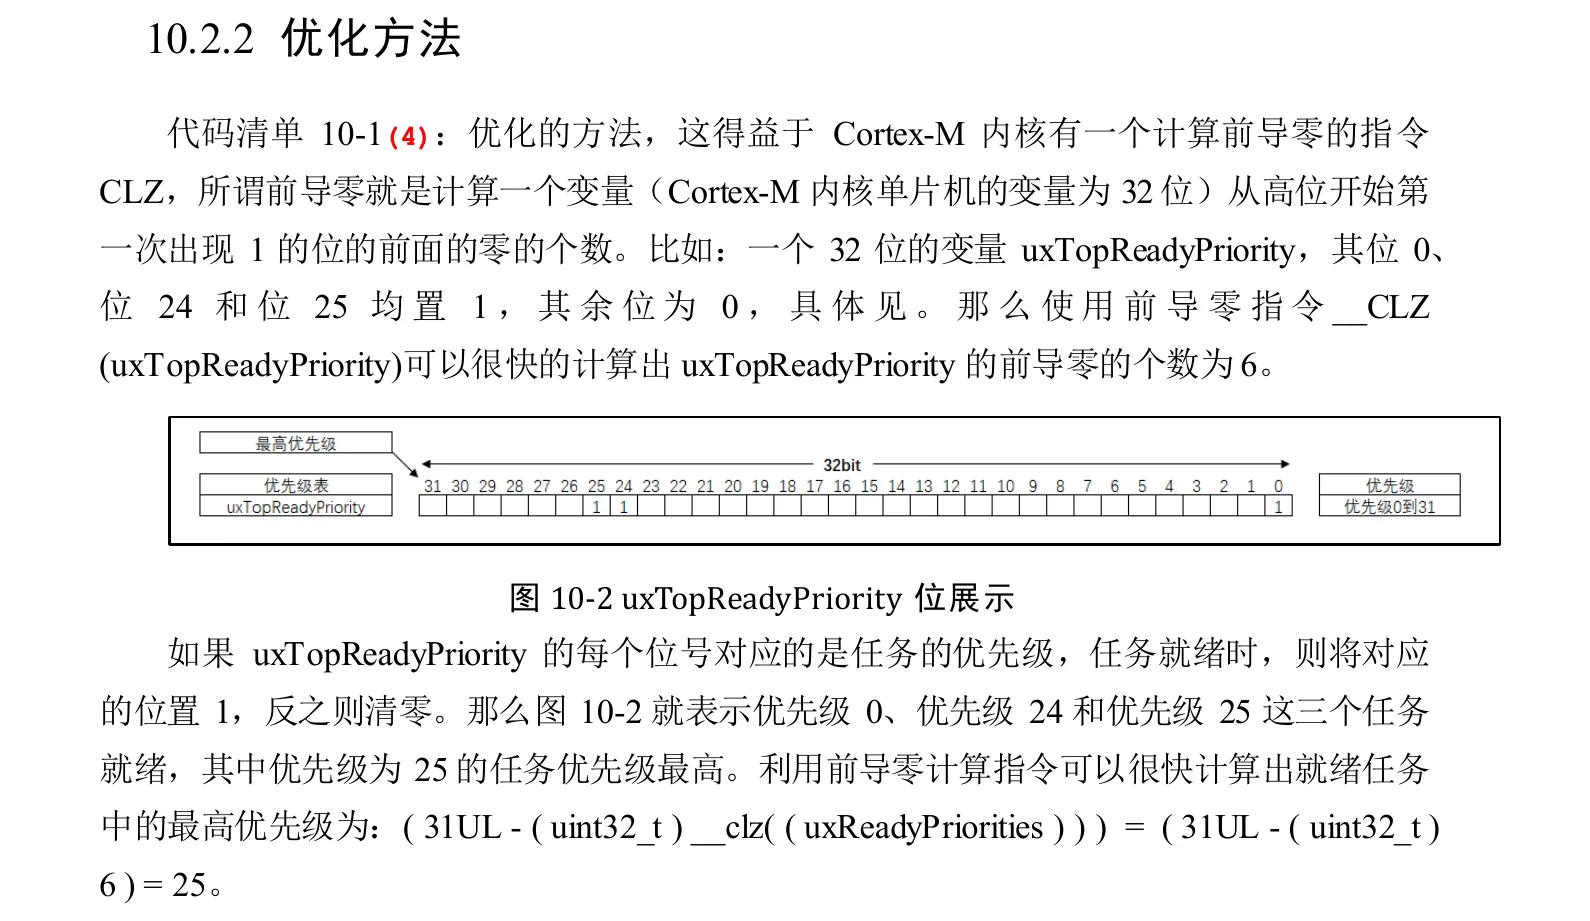 10.2.2 优化方法
代码清单 10-1(4)：优化的方法，这得益于 Cortex-M 内核有一个计算前导零的指令
CLZ，所谓前导零就是计算一个变量（Cortex-M 内核单片机的变量为 32 位）从高位开始第
一次出现 1 的位的前面的零的个数。比如：一个 32 位的变量 uxTopReadyPriority，其位 0、
位 24 和位 25 均置 1，其余位为 0，具体见。那么使用前导零指令__CLZ
(uxTopReadyPriority)可以很快的计算出 uxTopReadyPriority 的前导零的个数为 6。
最高优先级
32bit
优先级表 31 30 29 28 27 26 25 24 23 22 21 20 19 18 17 16 15 14 13 12 11 10 9 8 7 6 5 4 3 2 1 0 优先级
uxTopReadyPriority 1 1 1 优先级0到31
图 10-2 uxTopReadyPriority 位展示
如果 uxTopReadyPriority 的每个位号对应的是任务的优先级，任务就绪时，则将对应
的位置 1，反之则清零。那么图 10-2 就表示优先级 0、优先级 24 和优先级 25 这三个任务
就绪，其中优先级为 25 的任务优先级最高。利用前导零计算指令可以很快计算出就绪任务
中的最高优先级为：( 31UL - ( uint32_t ) __clz( ( uxReadyPriorities ) ) ) = ( 31UL - ( uint32_t )
6 ) = 25。